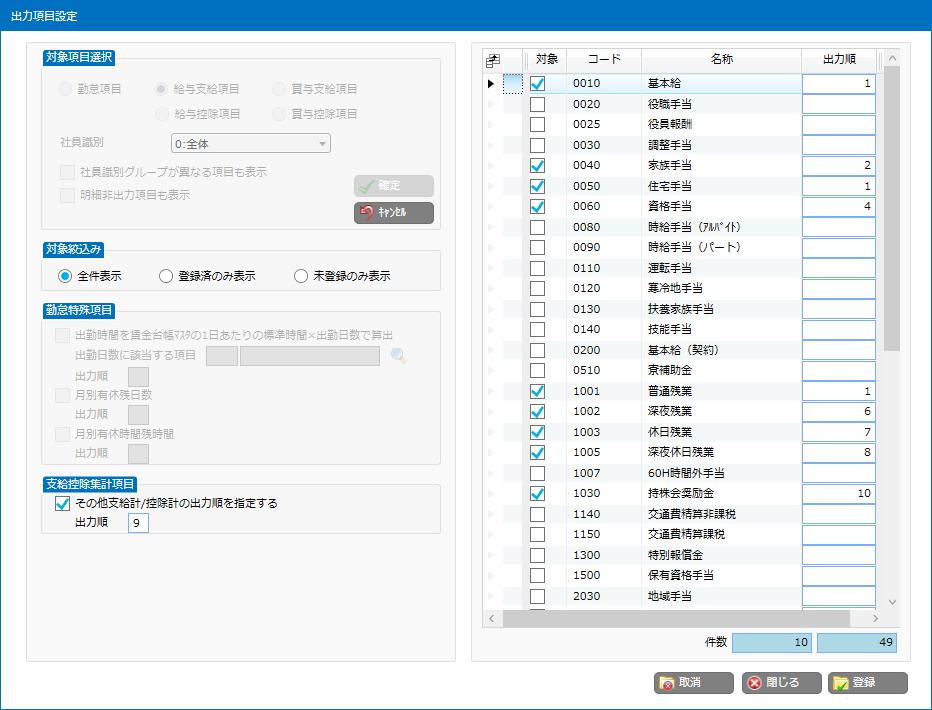 出力項目設定
対象項目選択
勤怠項目 給与支給項目 賞与支給項目
給与控除項目 賞与控除項目
社員識別 0:全体
社員識別グループが異なる項目も表示
明細非出力項目も表示
確定
ｷｬﾝｾﾙ
対象絞込み
全件表示 登録済のみ表示 未登録のみ表示
勤怠特殊項目
出勤時間を賃金台帳ﾏｽﾀの1日あたりの標準時間×出勤日数で算出
出勤日数に該当する項目
出力順
月別有休残日数
出力順
月別有休時間残時間
出力順
支給控除集計項目
その他支給計/控除計の出力順を指定する
出力順 9
対象 コード 名称 出力順
0010 基本給 1
0020 役職手当
0025 役員報酬
0030 調整手当
0040 家族手当 2
0050 住宅手当 1
0060 資格手当 4
0080 時給手当（ｱﾙﾊﾞｲﾄ）
0090 時給手当（パート）
0110 運転手当
0120 寒冷地手当
0130 扶養家族手当
0140 技能手当
0200 基本給（契約）
0510 寮補助金
1001 普通残業 1
1002 深夜残業 6
1003 休日残業 7
1005 深夜休日残業 8
1007 60H時間外手当
1030 持株会奨励金 10
1140 交通費精算非課税
1150 交通費精算課税
1300 特別報償金
1500 保有資格手当
2030 地域手当
件数 10 49
取消 閉じる 登録